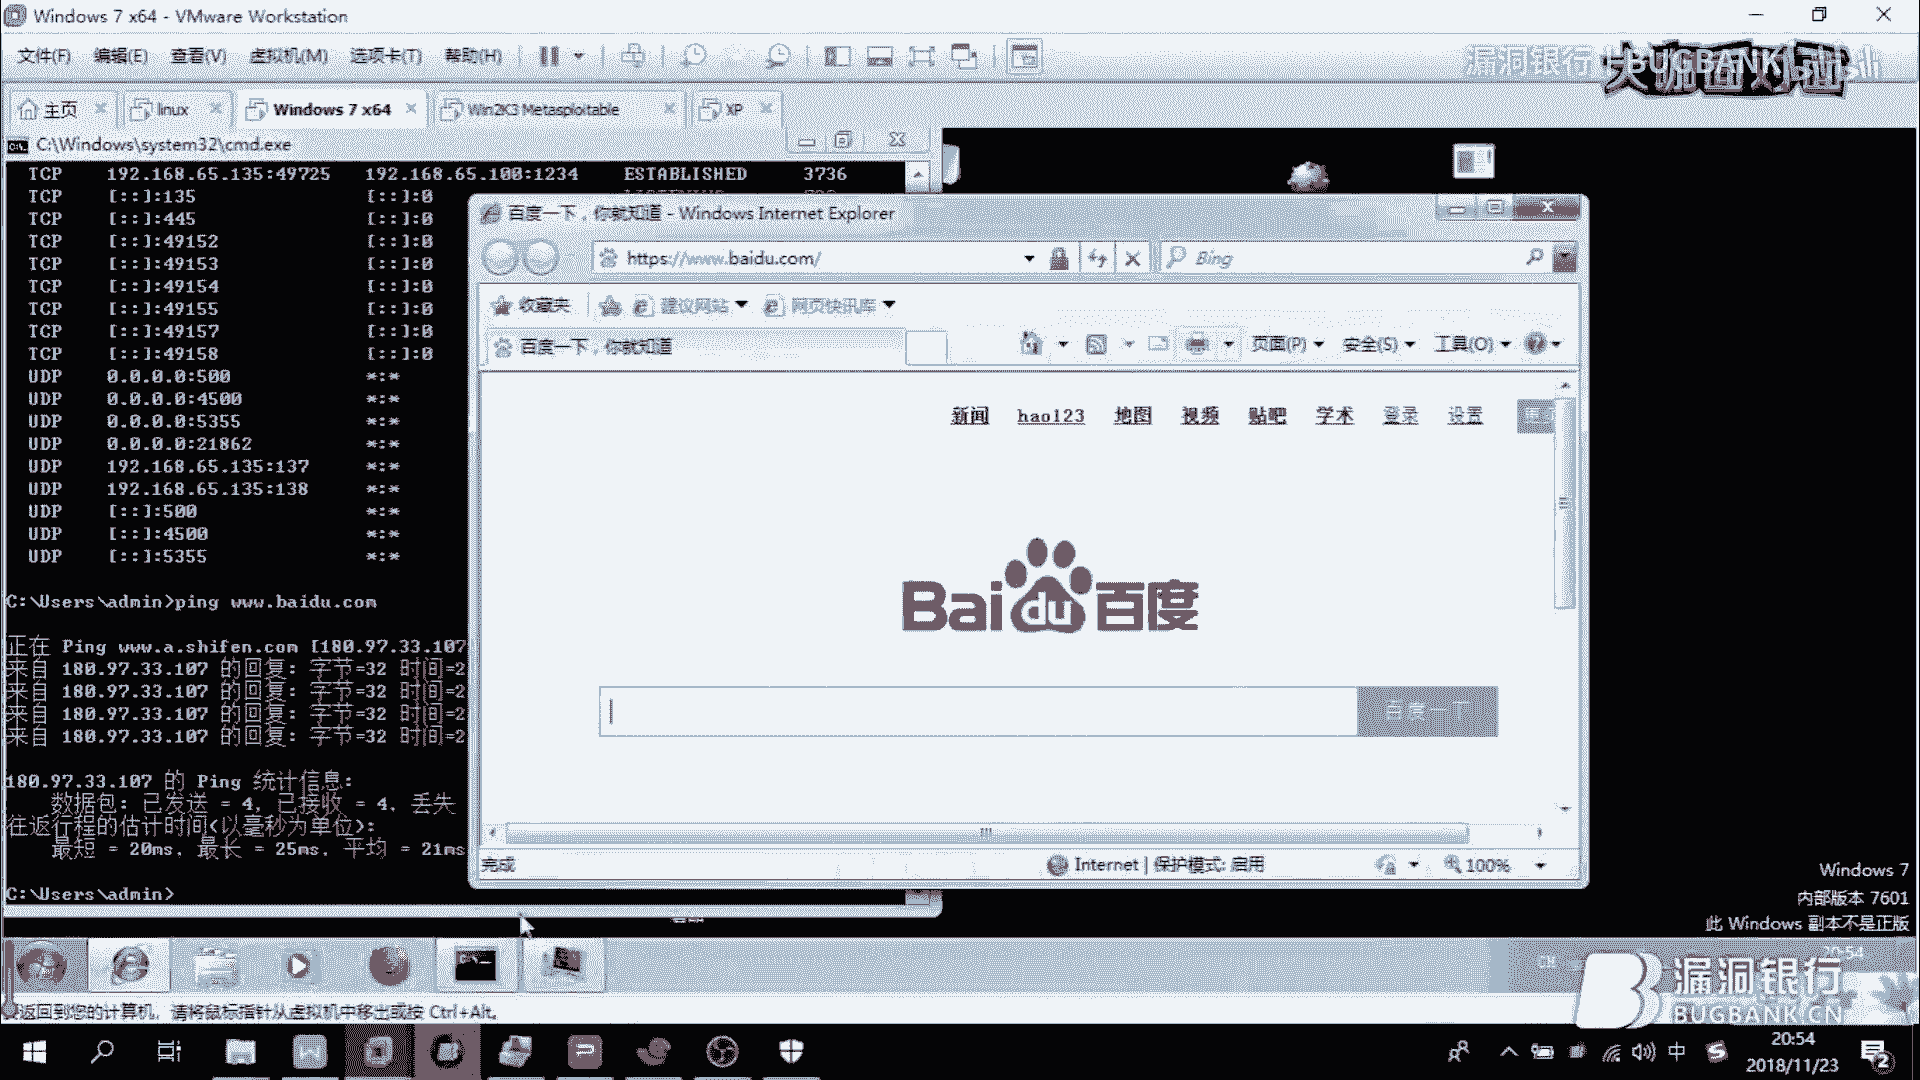 Windows 7 x64 - VMware Workstation
文件(F) 编辑(E) 查看(V) 虚拟机(M) 选项卡(T) 帮助(H)
漏洞银行 BUGBANK 大咖面对面
主页 linux Windows 7 x64 Win2K3 Metasploitable XP
C:\Windows\system32\cmd.exe
TCP 192.168.65.135:49725 192.168.65.100:1234 ESTABLISHED 3736
TCP [::]:135 [::]:0
TCP [::]:445 [::]:0
TCP [::]:49152 [::]:0
TCP [::]:49153 [::]:0
TCP [::]:49154 [::]:0
TCP [::]:49155 [::]:0
TCP [::]:49157 [::]:0
TCP [::]:49158 [::]:0
UDP 0.0.0.0:500 *:*
UDP 0.0.0.0:4500 *:*
UDP 0.0.0.0:5355 *:*
UDP 0.0.0.0:21862 *:*
UDP 192.168.65.135:137 *:*
UDP 192.168.65.135:138 *:*
UDP [::]:500 *:*
UDP [::]:4500 *:*
UDP [::]:5355 *:*
C:\Users\admin>ping www.baidu.com
正在 Ping www.a.shifen.com [180.97.33.107
来自 180.97.33.107 的回复: 字节=32 时间=2
来自 180.97.33.107 的回复: 字节=32 时间=2
来自 180.97.33.107 的回复: 字节=32 时间=2
来自 180.97.33.107 的回复: 字节=32 时间=2
180.97.33.107 的 Ping 统计信息:
数据包: 已发送 = 4, 已接收 = 4, 丢失
往返行程的估计时间(以毫秒为单位):
最短 = 20ms, 最长 = 25ms, 平均 = 21ms
C:\Users\admin>
百度一下，你就知道 - Windows Internet Explorer
https://www.baidu.com/
Bing
收藏夹 建议网站 网页快讯库
百度一下，你就知道
页面(P) 安全(S) 工具(O)
新闻 hao123 地图 视频 贴吧 学术 登录 设置
Bai du 百度
百度一下
完成
Internet | 保护模式: 启用
100%
Windows 7
内部版本 7601
此 Windows 副本不是正版
CH
20:54
返回到您的计算机，请将鼠标指针从虚拟机中移出或按 Ctrl+Alt。
漏洞银行
BUGBANK.CN
中
20:54
2018/11/23
2